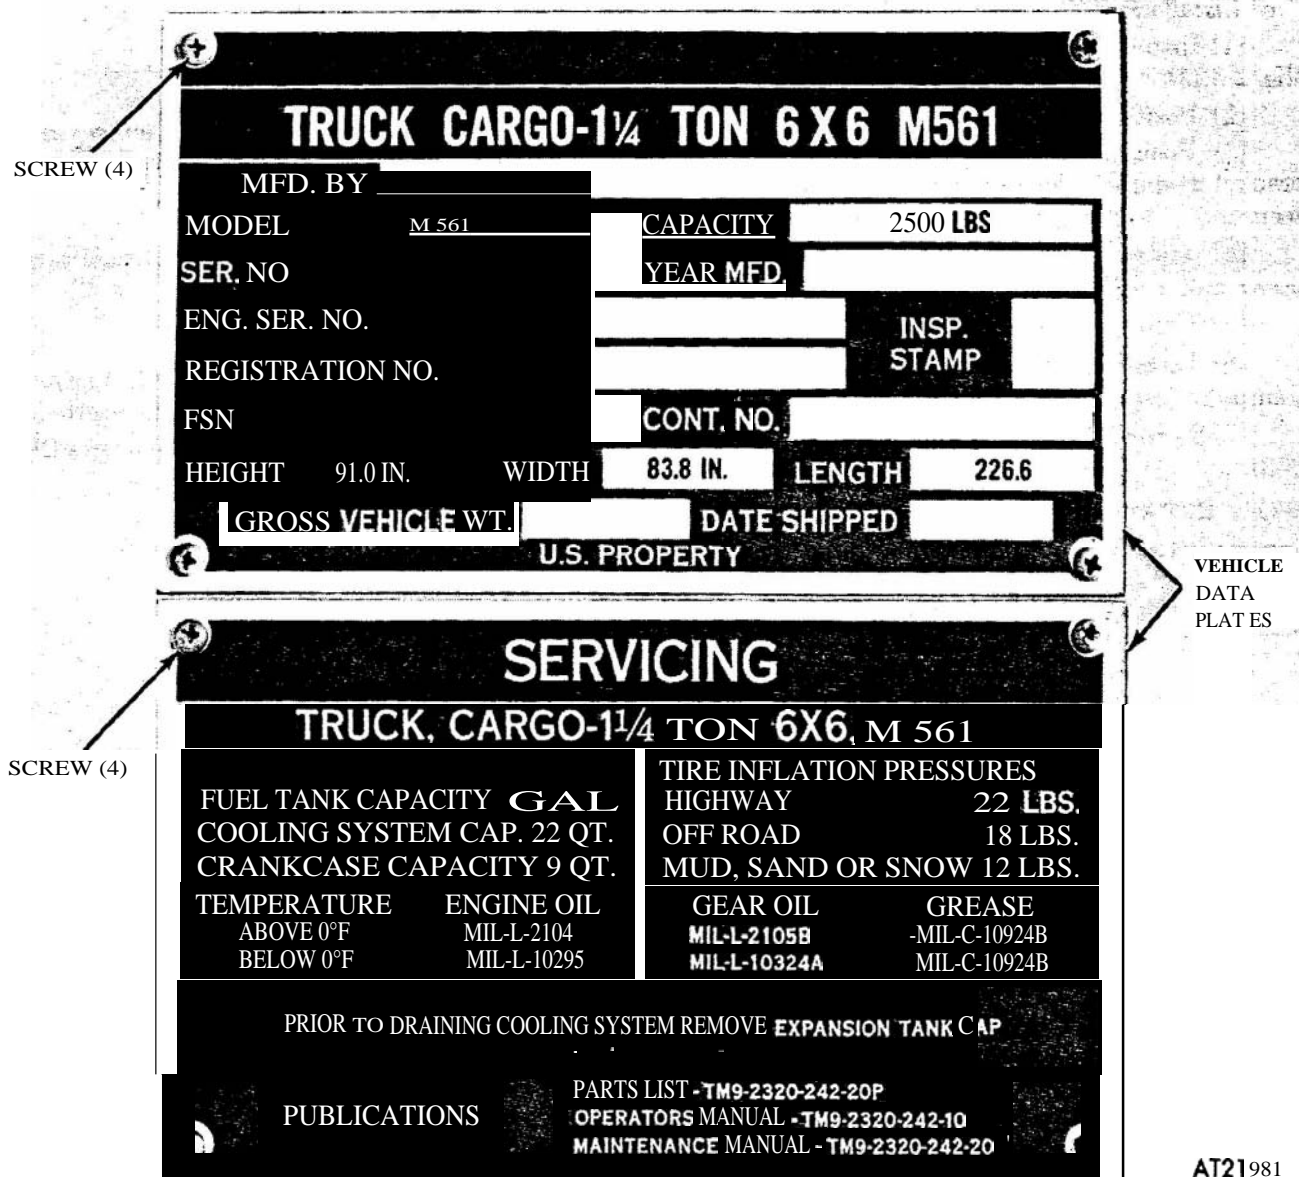 TRUCK CARGO-1¼ TON 6 X 6 M561
SCREW (4)
MFD. BY
MODEL M 561 CAPACITY 2500 LBS
SER. NO YEAR MFD.
ENG. SER. NO.
INSP. STAMP
REGISTRATION NO.
FSN CONT. NO.
HEIGHT 91.0 IN. WIDTH 83.8 IN. LENGTH 226.6
GROSS VEHICLE WT. DATE SHIPPED
U.S. PROPERTY
VEHICLE
DATA
PLAT ES
SERVICING
TRUCK, CARGO-1¼ TON 6X6, M 561
SCREW (4)
FUEL TANK CAPACITY GAL
COOLING SYSTEM CAP. 22 QT.
CRANKCASE CAPACITY 9 QT.
TIRE INFLATION PRESSURES
HIGHWAY 22 LBS.
OFF ROAD 18 LBS.
MUD, SAND OR SNOW 12 LBS.
TEMPERATURE ENGINE OIL GEAR OIL GREASE
ABOVE 0°F MIL-L-2104 MIL-L-2105B -MIL-C-10924B
BELOW 0°F MIL-L-10295 MIL-L-10324A MIL-C-10924B
PRIOR TO DRAINING COOLING SYSTEM REMOVE EXPANSION TANK CAP
PUBLICATIONS
PARTS LIST - TM9-2320-242-20P
OPERATORS MANUAL - TM9-2320-242-10
MAINTENANCE MANUAL - TM9-2320-242-20
AT21981